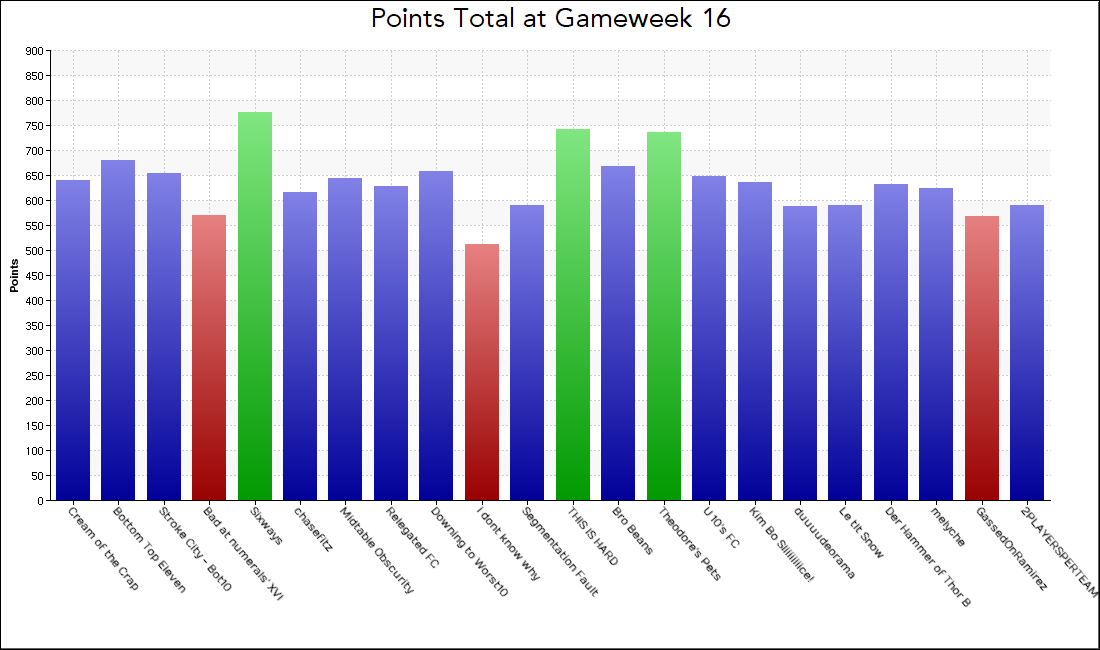 Points Total at Gameweek 16
900
850
800
750
700
650
600
550
500
450
400
350
300
250
200
150
100
50
0
Points
Cream of the Crap
Bottom Top Eleven
Stroke City - Bot10
Bad at numerals' XVI
Sixways
chasefitz
Midtable Obscurity
Relegated FC
Downing to Worst10
I dont know why
Segmentation Fault
THIS IS HARD
Bro Beans
Theodore's Pets
U10's FC
Kim Bo Sliiiiiiiice!
duuuudeorama
Le tit Snow
Der Hammer of Thor B
melyche
GassedOnRamirez
2PLAYERSPERTEAM